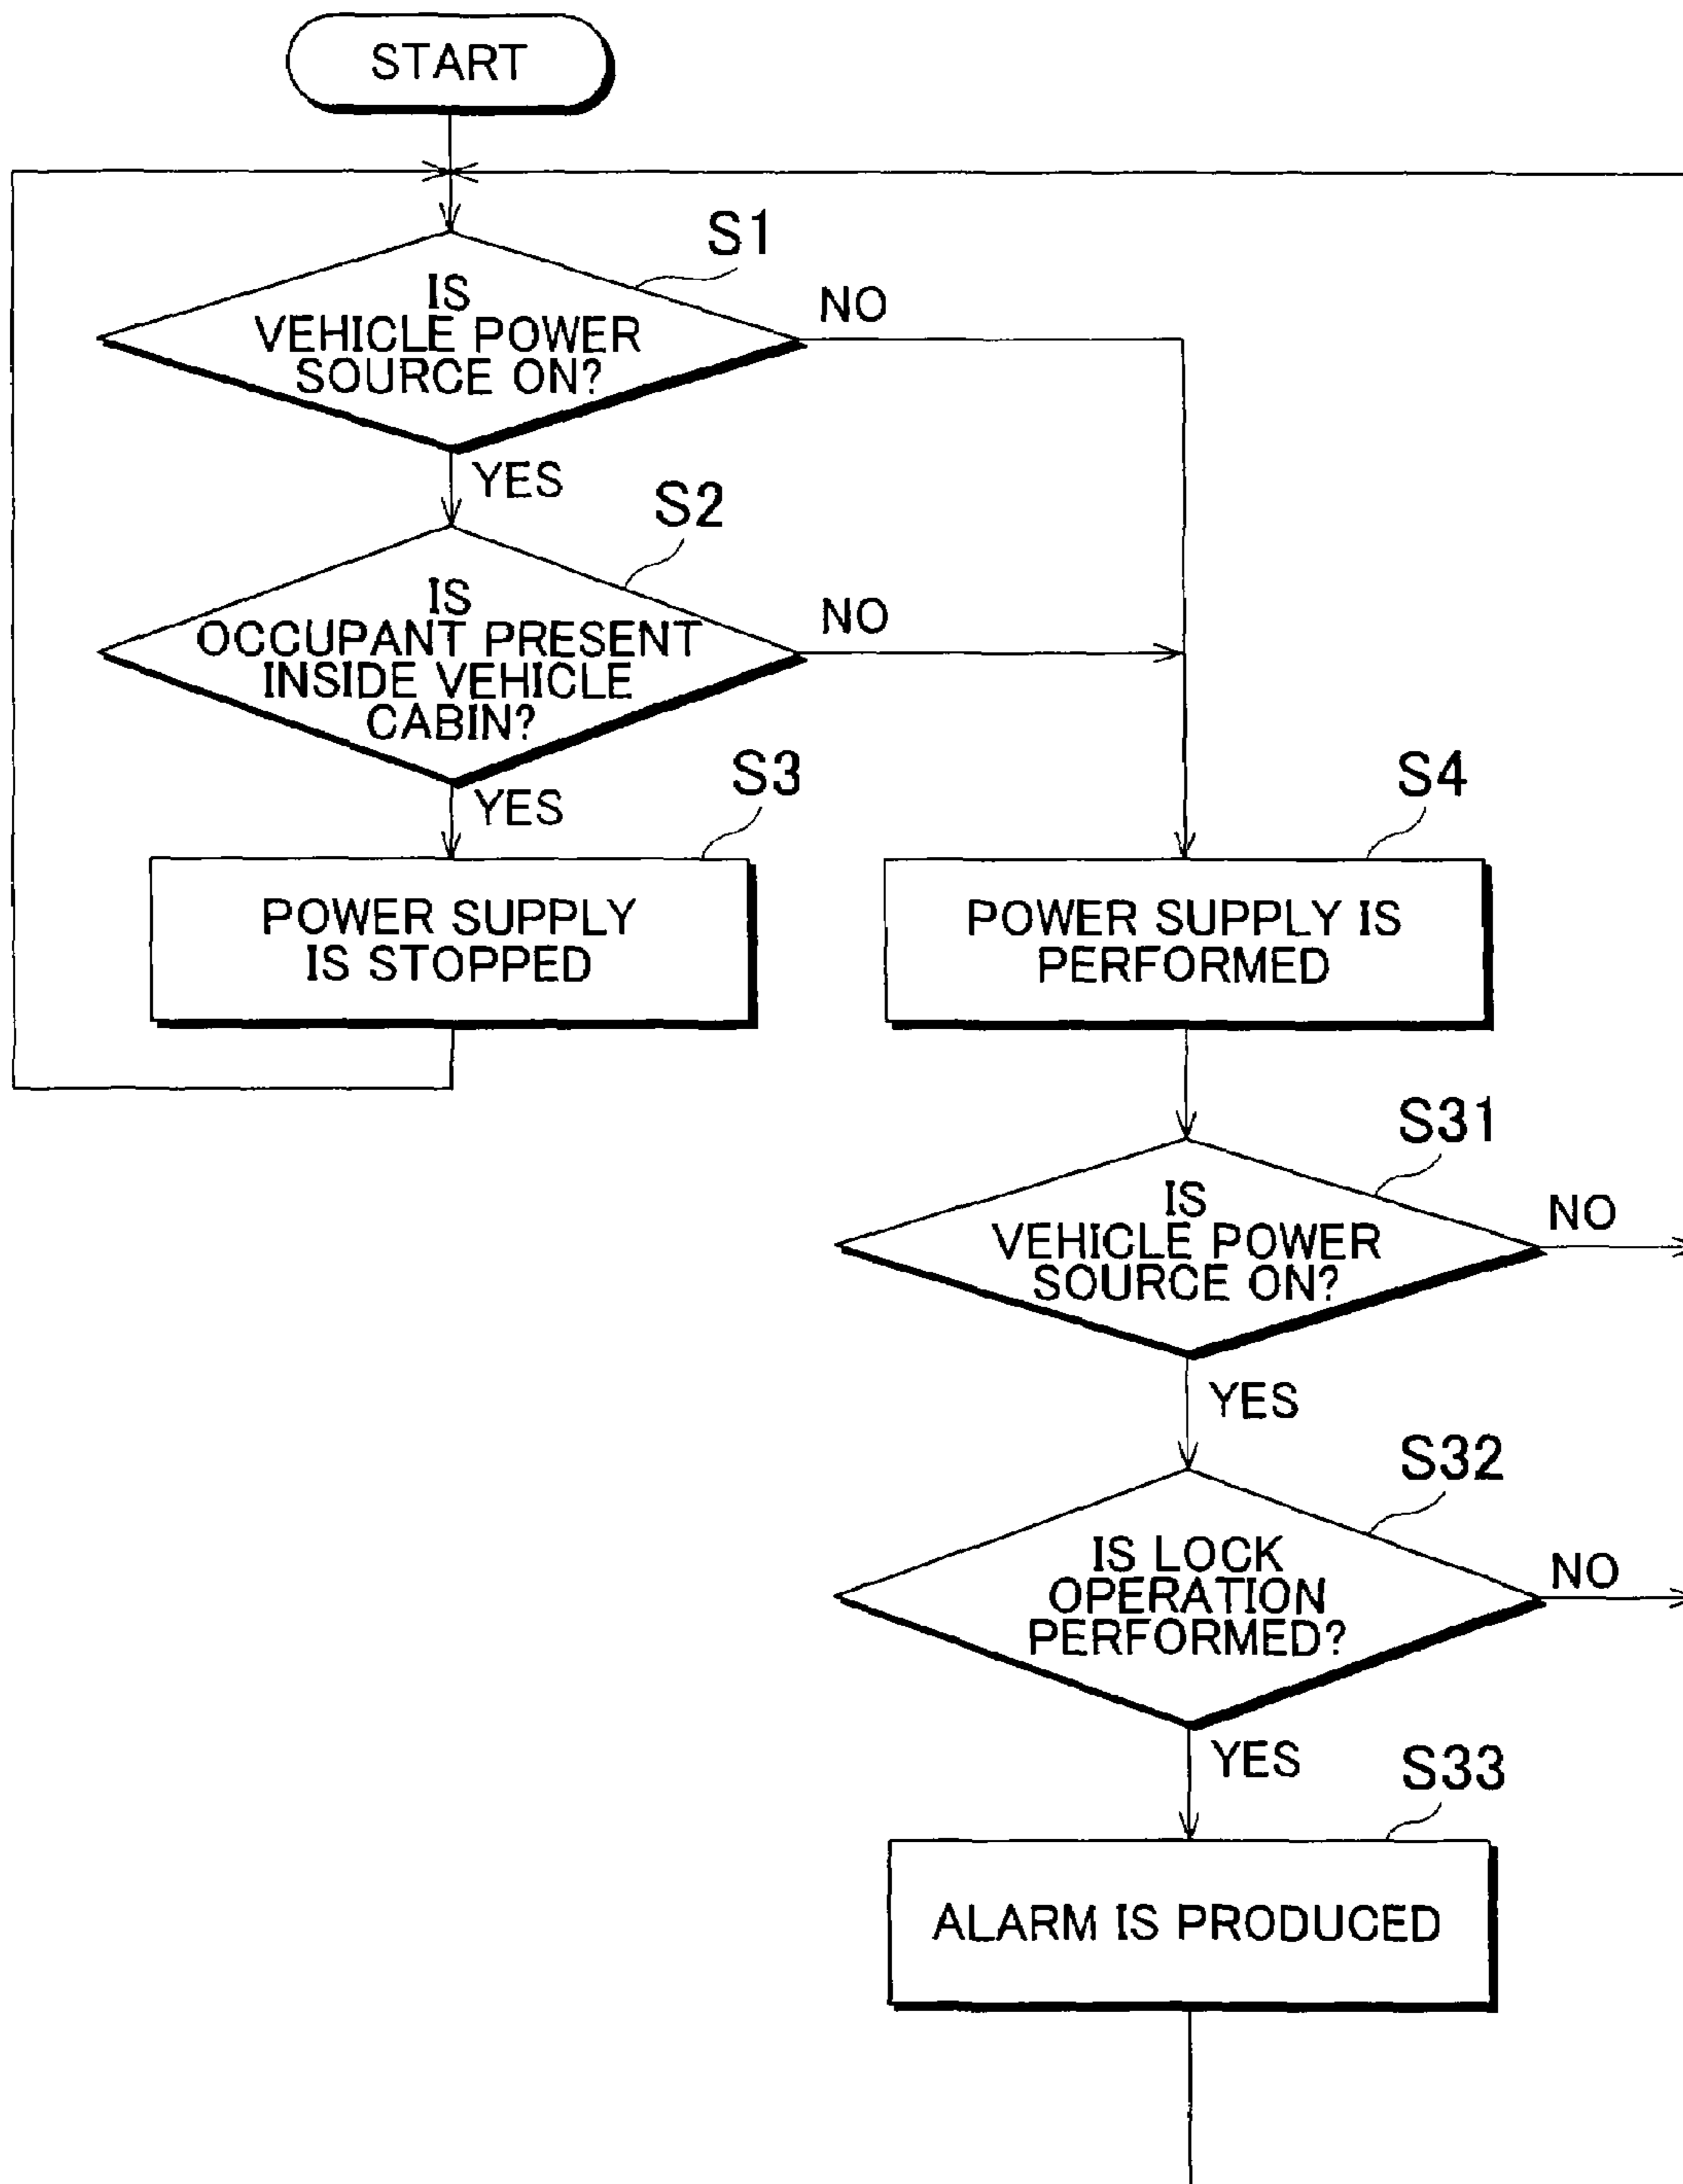 START
S1
IS
VEHICLE POWER
SOURCE ON?
NO
YES
S2
IS
OCCUPANT PRESENT
INSIDE VEHICLE
CABIN?
NO
YES
S3
POWER SUPPLY
IS STOPPED
S4
POWER SUPPLY IS
PERFORMED
S31
IS
VEHICLE POWER
SOURCE ON?
NO
YES
S32
IS LOCK
OPERATION
PERFORMED?
NO
YES
S33
ALARM IS PRODUCED